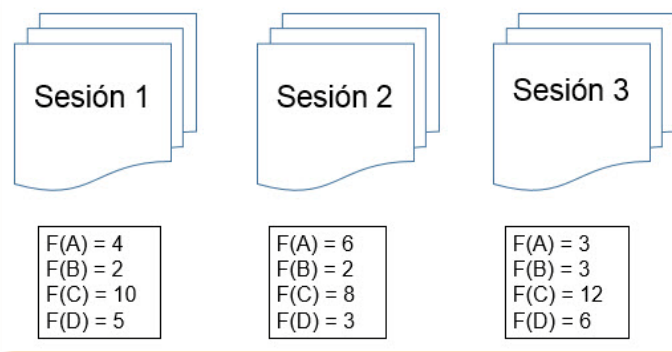 Sesión 1
Sesión 2
Sesión 3
F(A) = 4
F(B) = 2
F(C) = 10
F(D) = 5
F(A) = 6
F(B) = 2
F(C) = 8
F(D) = 3
F(A) = 3
F(B) = 3
F(C) = 12
F(D) = 6